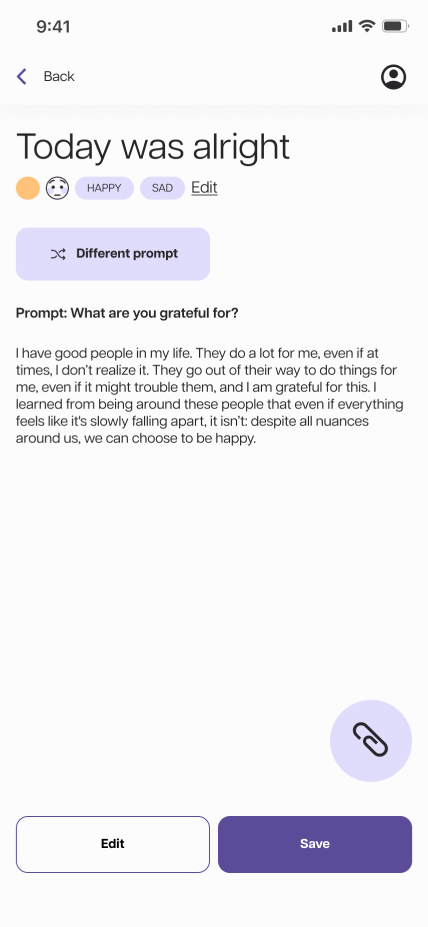 9:41
Back
Today was alright
HAPPY SAD Edit
Different prompt
Prompt: What are you grateful for?
I have good people in my life. They do a lot for me, even if at
times, I don't realize it. They go out of their way to do things for
me, even if it might trouble them, and I am grateful for this. I
learned from being around these people that even if everything
feels like it's slowly falling apart, it isn't: despite all nuances
around us, we can choose to be happy.
Edit Save